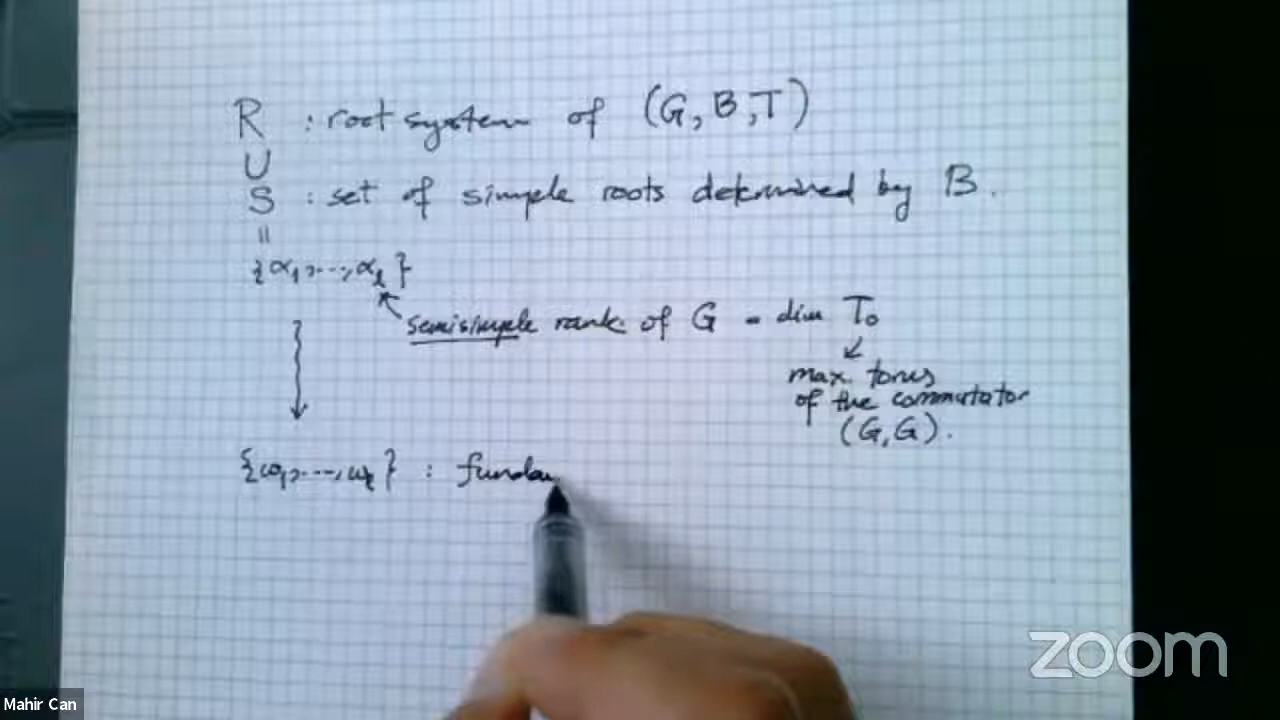 R : root system of (G, B, T)
U
S : set of simple roots determined by B.
=
{α₁, ..., αₗ}
semisimple rank of G = dim T₀
max. torus
of the commutator
(G, G).
{ω₁, ..., ωₗ} : fundam
zoom
Mahir Can